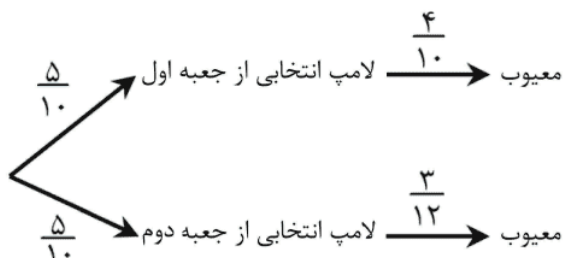 ۴/۱۰
۵/۱۰ لامپ انتخابی از جعبه اول معیوب
۳/۱۲
۵/۱۰ لامپ انتخابی از جعبه دوم معیوب